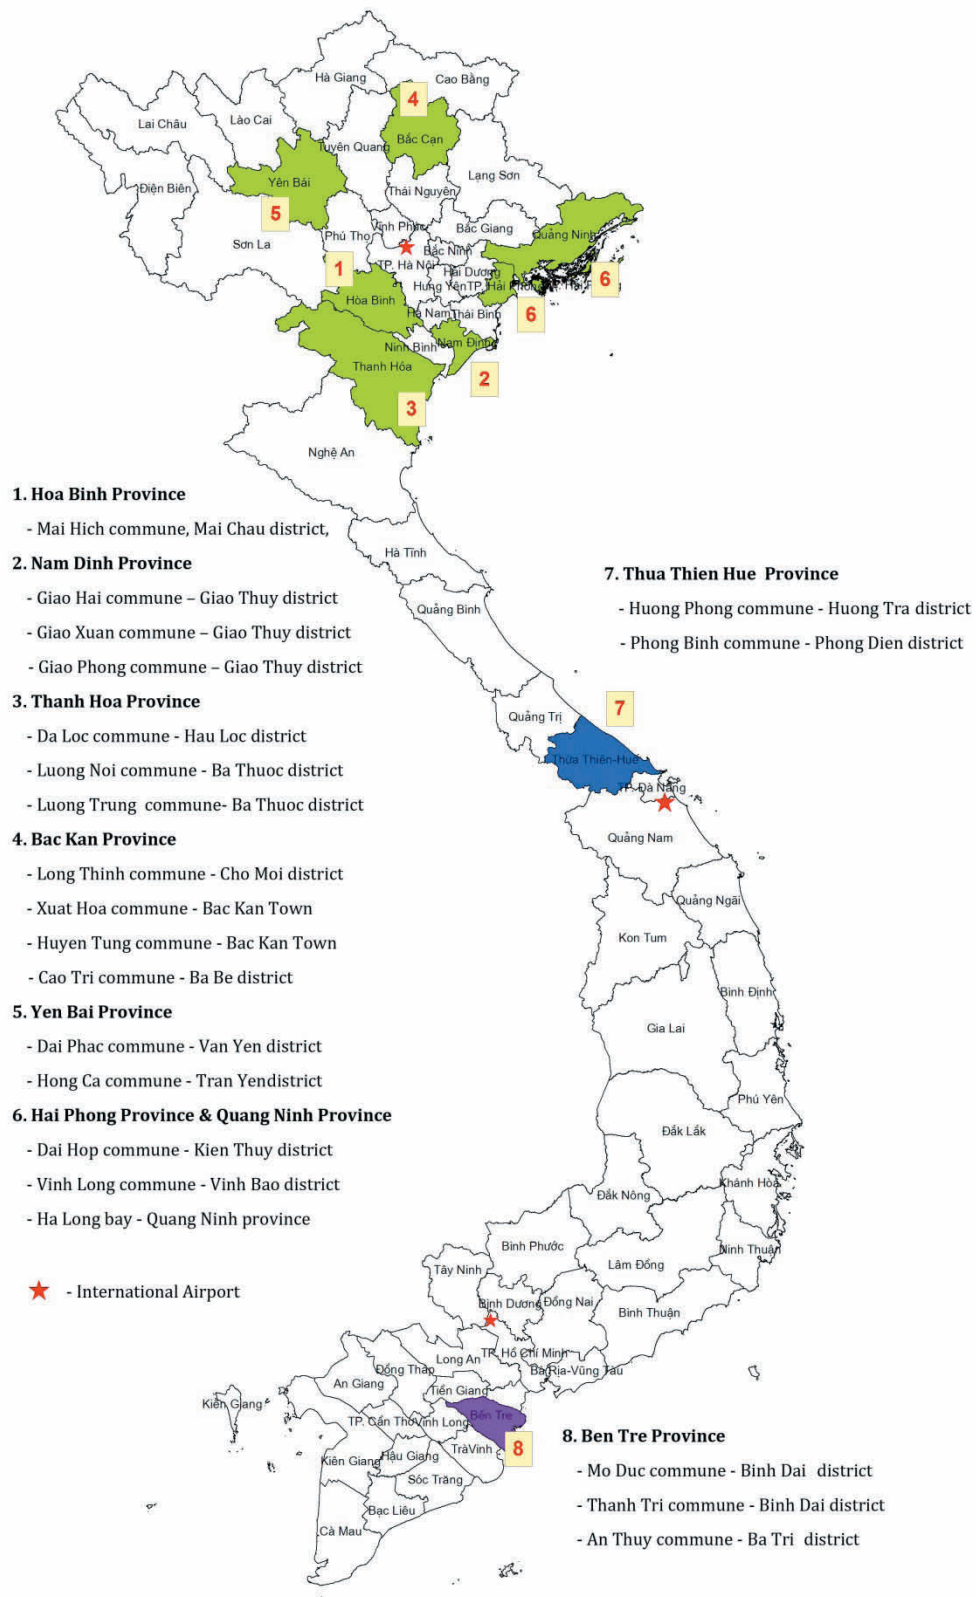 Hà Giang
Cao Bằng
4
Lào Cai
Lai Châu
Bắc Cạn
Tuyên Quang
Lạng Sơn
Yên Bái
Điện Biên
Thái Nguyên
5
Vĩnh Phúc
Bắc Giang
Phú Thọ
Quảng Ninh
Sơn La
Bắc Ninh
1
TP. Hà Nội
Hải Dương
6
Hưng Yên
TP. Hải Phòng
Hòa Bình
Hà Nam
Thái Bình
6
Ninh Bình
Nam Định
Thanh Hóa
2
3
Nghệ An
1. Hoa Binh Province
- Mai Hich commune, Mai Chau district,
2. Nam Dinh Province
- Giao Hai commune – Giao Thuy district
- Giao Xuan commune – Giao Thuy district
- Giao Phong commune – Giao Thuy district
3. Thanh Hoa Province
- Da Loc commune - Hau Loc district
- Luong Noi commune - Ba Thuoc district
- Luong Trung commune- Ba Thuoc district
4. Bac Kan Province
- Long Thinh commune - Cho Moi district
- Xuat Hoa commune - Bac Kan Town
- Huyen Tung commune - Bac Kan Town
- Cao Tri commune - Ba Be district
5. Yen Bai Province
- Dai Phac commune - Van Yen district
- Hong Ca commune - Tran Yendistrict
6. Hai Phong Province & Quang Ninh Province
- Dai Hop commune - Kien Thuy district
- Vinh Long commune - Vinh Bao district
- Ha Long bay - Quang Ninh province
- International Airport
Hà Tĩnh
Quảng Bình
7. Thua Thien Hue Province
- Huong Phong commune - Huong Tra district
- Phong Binh commune - Phong Dien district
7
Quảng Trị
Thừa Thiên-Huế
TP. Đà Nẵng
Quảng Nam
Quảng Ngãi
Kon Tum
Bình Định
Gia Lai
Phú Yên
Đắk Lắk
Khánh Hòa
Đắk Nông
Bình Phước
Ninh Thuận
Lâm Đồng
Tây Ninh
Bình Dương
Đồng Nai
Bình Thuận
TP. Hồ Chí Minh
Long An
Bà Rịa-Vũng Tàu
Đồng Tháp
An Giang
Tiền Giang
Kiên Giang
Bến Tre
TP. Cần Thơ
Vĩnh Long
8
TràVinh
Hậu Giang
Kiên Giang
Sóc Trăng
Bạc Liêu
Cà Mau
8. Ben Tre Province
- Mo Duc commune - Binh Dai district
- Thanh Tri commune - Binh Dai district
- An Thuy commune - Ba Tri district